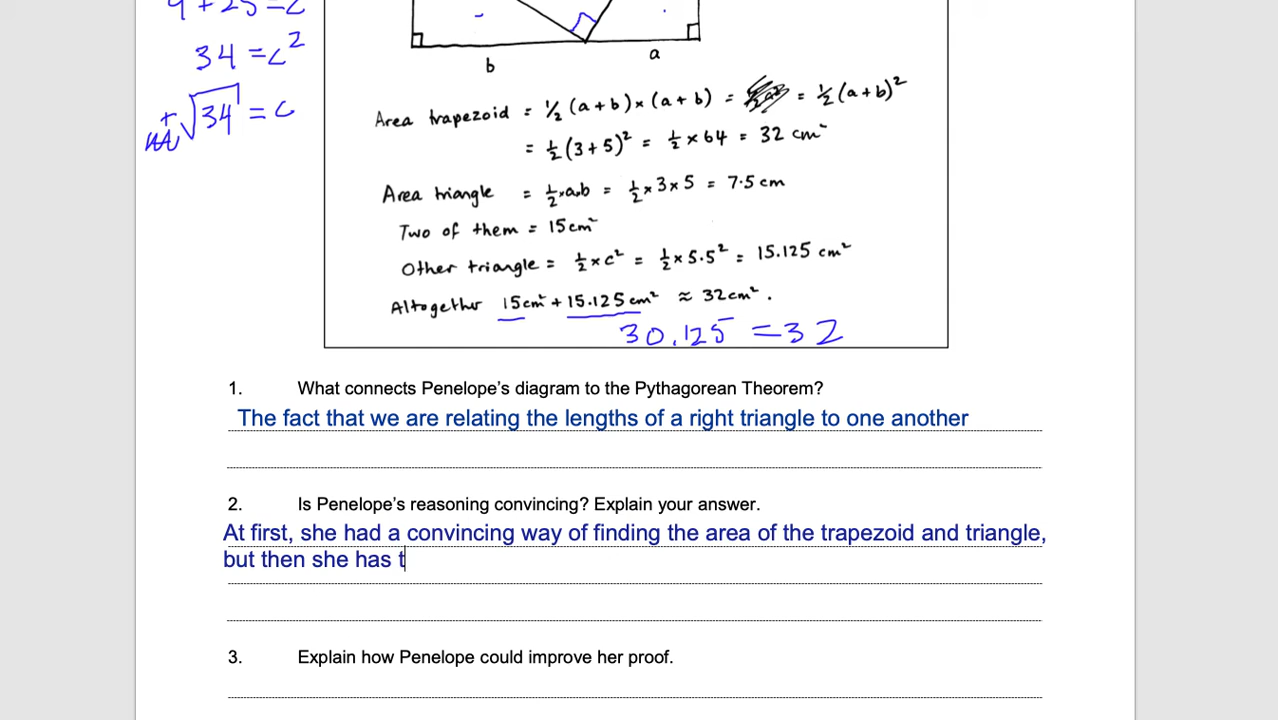 9 + 25 = c
34 = c²
± √34 = c
b
a
Area trapezoid = ½ (a + b) × (a + b) = = ½ (a + b)²
= ½ (3 + 5)² = ½ × 64 = 32 cm²
Area triangle = ½ × a × b = ½ × 3 × 5 = 7.5 cm
Two of them = 15 cm²
Other triangle = ½ × c² = ½ × 5.5² = 15.125 cm²
Altogether 15cm² + 15.125 cm² ≈ 32cm².
30.125 = 32
1. What connects Penelope's diagram to the Pythagorean Theorem?
The fact that we are relating the lengths of a right triangle to one another
2. Is Penelope's reasoning convincing? Explain your answer.
At first, she had a convincing way of finding the area of the trapezoid and triangle,
but then she has t
3. Explain how Penelope could improve her proof.